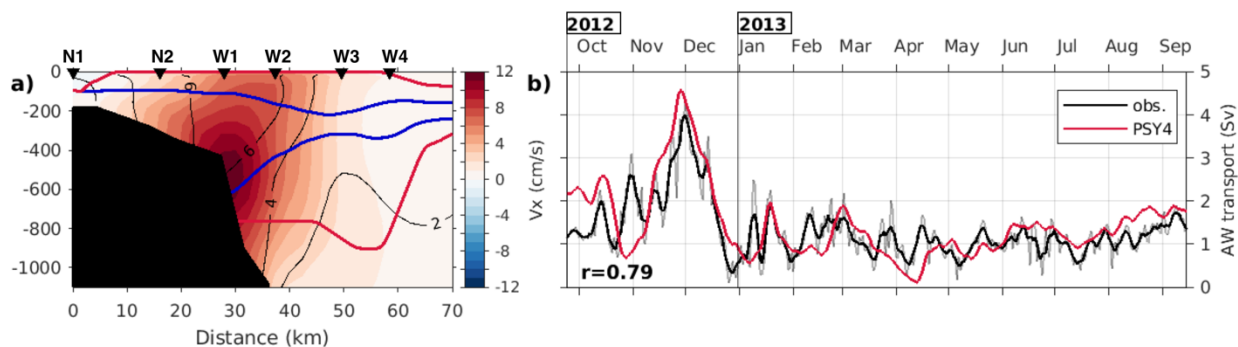 2012 2013
Oct Nov Dec Jan Feb Mar Apr May Jun Jul Aug Sep
N1 N2 W1 W2 W3 W4
a)
0
-200
-400
-600
-800
-1000
0 10 20 30 40 50 60 70
Distance (km)
9
6
4
2
12
8
4
0
-4
-8
-12
Vx (cm/s)
b)
obs.
PSY4
r=0.79
5
4
3
2
1
0
AW transport (Sv)